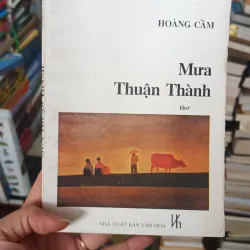 HOÀNG CẦM
Mưa
Thuận Thành
thơ
NHÀ XUẤT BẢN VĂN HÓA